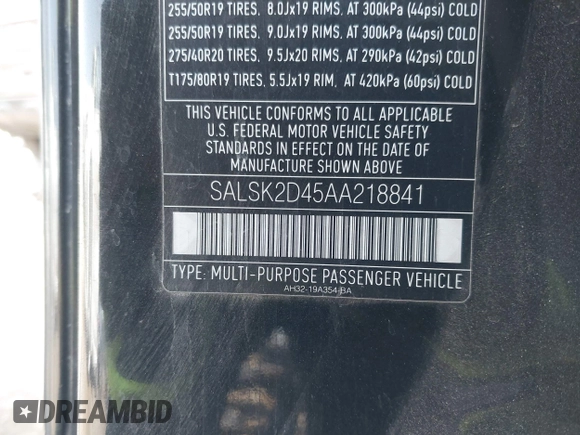 255/50R19 TIRES, 8.0Jx19 RIMS, AT 300kPa (44psi) COLD
255/50R19 TIRES, 9.0Jx19 RIMS, AT 300kPa (44psi) COLD
275/40R20 TIRES, 9.5Jx20 RIMS, AT 290kPa (42psi) COLD
T175/80R19 TIRES, 5.5Jx19 RIM, AT 420kPa (60psi) COLD
THIS VEHICLE CONFORMS TO ALL APPLICABLE
U.S. FEDERAL MOTOR VEHICLE SAFETY
STANDARDS IN EFFECT ON THE DATE OF
MANUFACTURE SHOWN ABOVE
SALSK2D45AA218841
TYPE: MULTI-PURPOSE PASSENGER VEHICLE
AH32-19A354-BA
DREAMBID